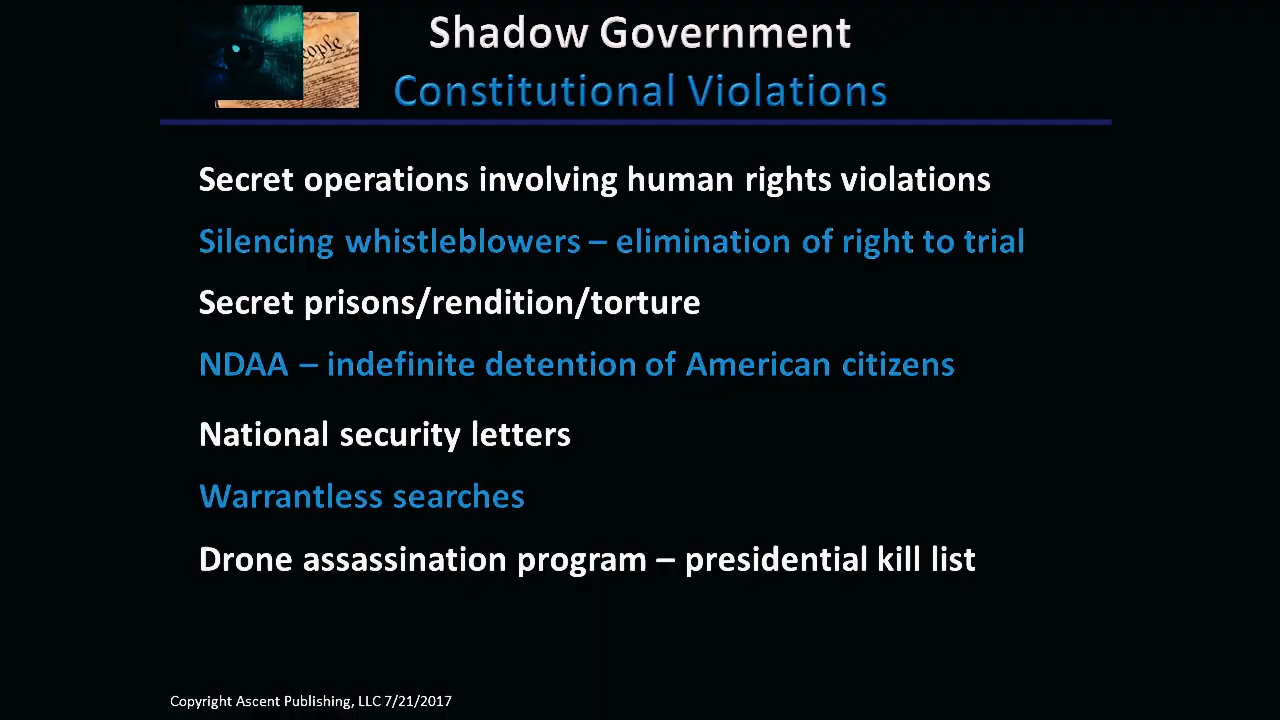 Shadow Government
Constitutional Violations
ople
Secret operations involving human rights violations
Silencing whistleblowers – elimination of right to trial
Secret prisons/rendition/torture
NDAA – indefinite detention of American citizens
National security letters
Warrantless searches
Drone assassination program – presidential kill list
Copyright Ascent Publishing, LLC 7/21/2017